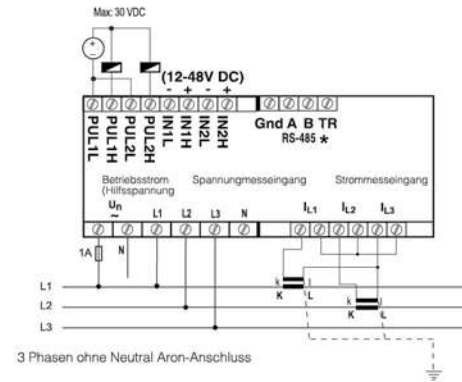 Max: 30 VDC
(12-48V DC)
- + - +
PUL1L PUL1H PUL2L PUL2H IN1L IN1H IN2L IN2H
Gnd A B TR
RS-485 *
Betriebsstrom Spannungmesseingang Strommesseingang
(Hilfsspannung
Un L1 L2 L3 N IL1 IL2 IL3
~
1A N
L1 k l
K L
L2 k l
K L
L3
3 Phasen ohne Neutral Aron-Anschluss